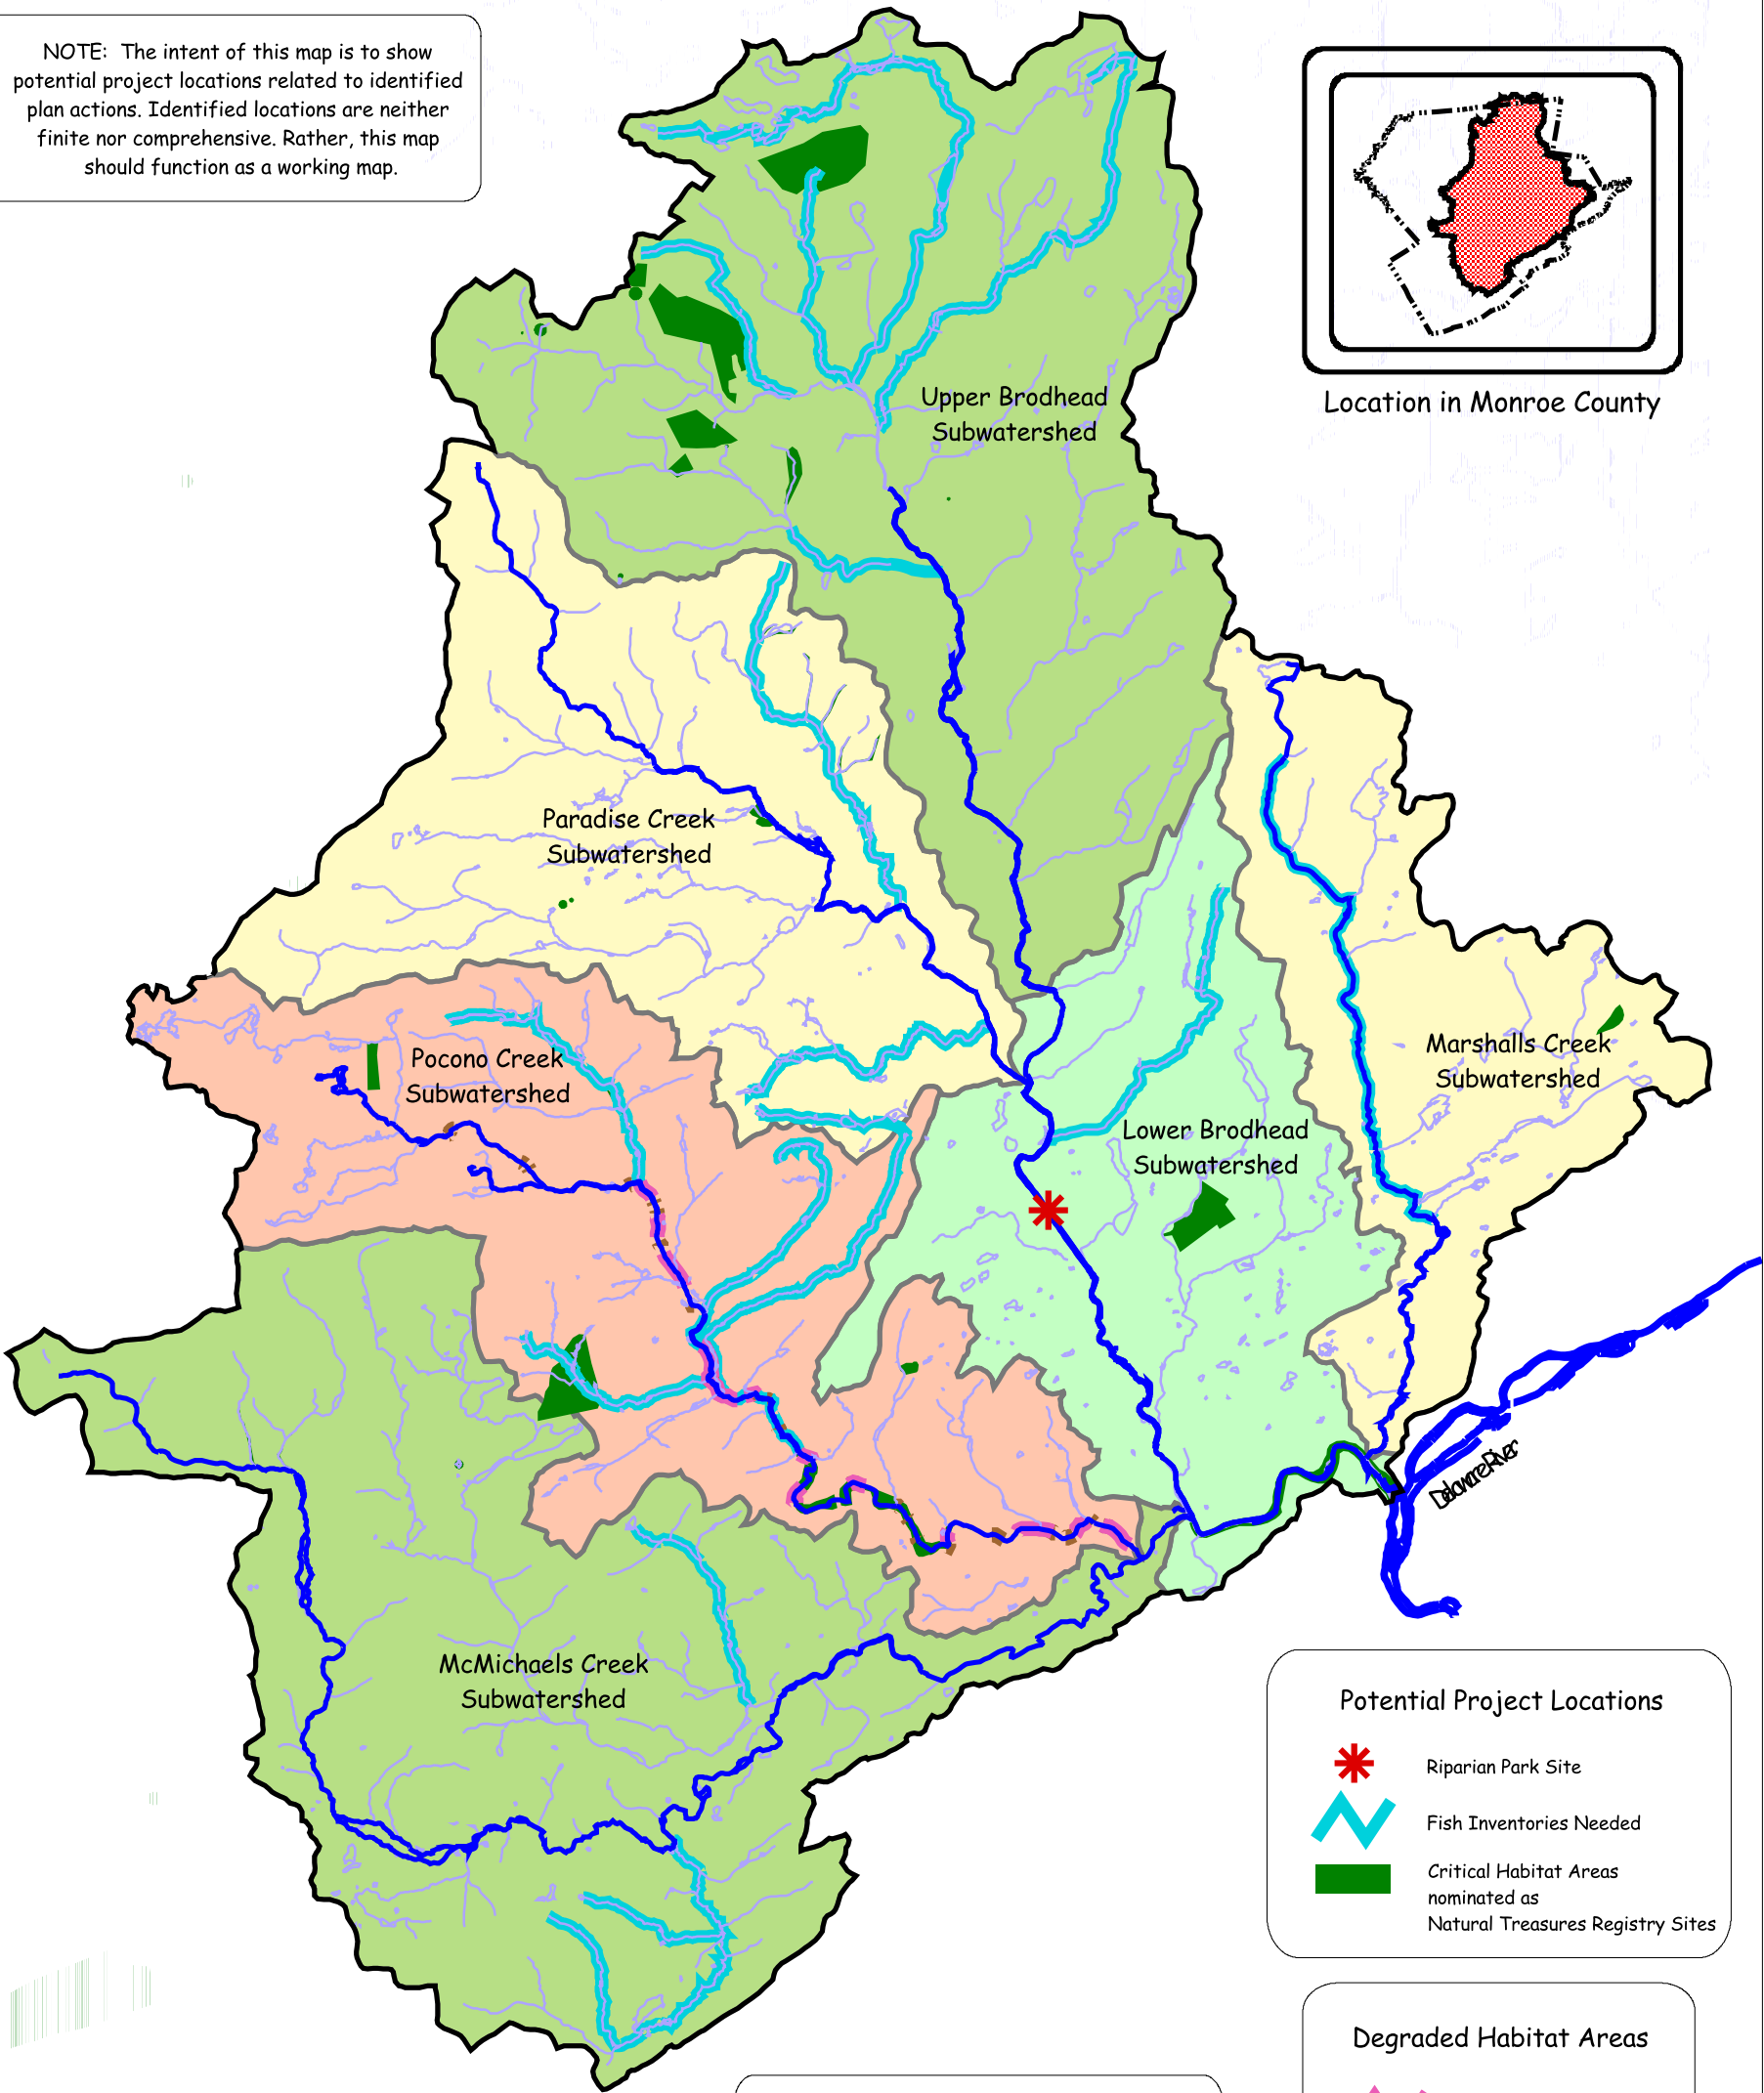 NOTE:  The intent of this map is to show
potential project locations related to identified
plan actions. Identified locations are neither
finite nor comprehensive. Rather, this map
should function as a working map.
Location in Monroe County
Upper Brodhead
Subwatershed
Paradise Creek
Subwatershed
Pocono Creek
Subwatershed
Marshalls Creek
Subwatershed
Lower Brodhead
Subwatershed
Delaware River
McMichaels Creek
Subwatershed
Potential Project Locations
Riparian Park Site
Fish Inventories Needed
Critical Habitat Areas
nominated as
Natural Treasures Registry Sites
Degraded Habitat Areas